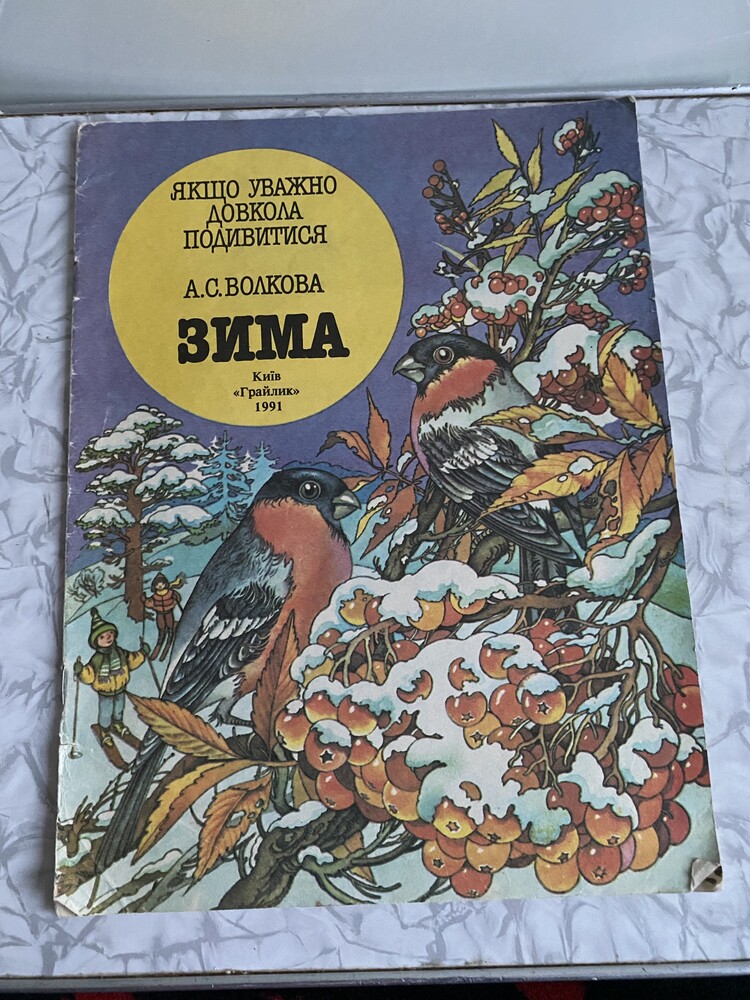 ЯКЩО УВАЖНО
ДОВКОЛА
ПОДИВИТИСЯ
А.С.ВОЛКОВА
ЗИМА
Київ
«Грайлик»
1991